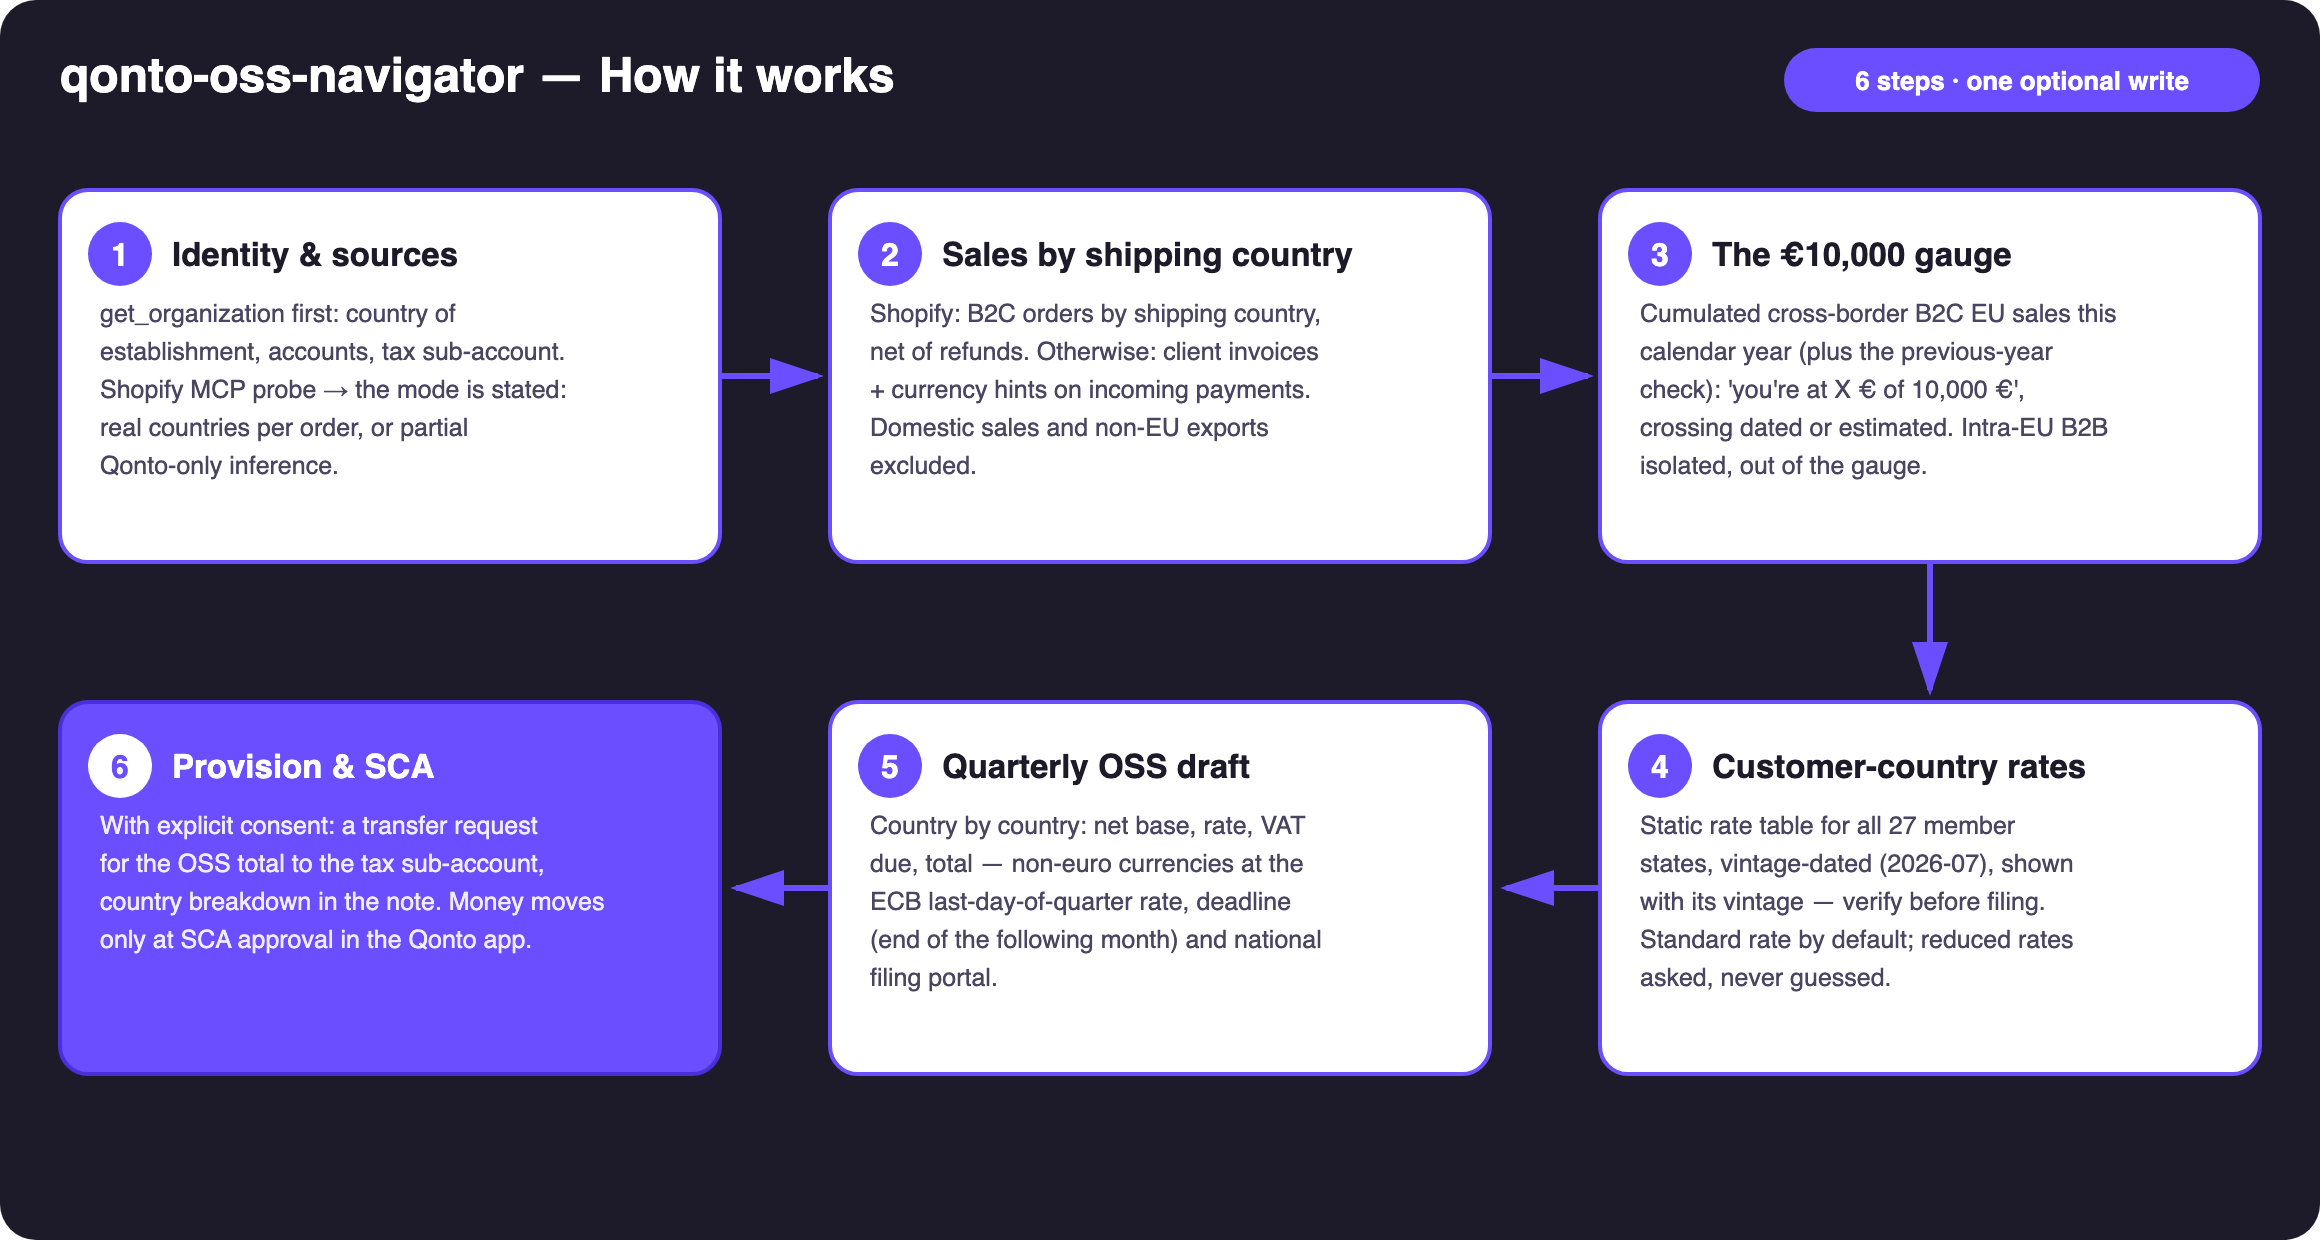 qonto-oss-navigator — How it works
6 steps · one optional write
1
Identity & sources
get_organization first: country of
establishment, accounts, tax sub-account.
Shopify MCP probe → the mode is stated:
real countries per order, or partial
Qonto-only inference.
2
Sales by shipping country
Shopify: B2C orders by shipping country,
net of refunds. Otherwise: client invoices
+ currency hints on incoming payments.
Domestic sales and non-EU exports
excluded.
3
The €10,000 gauge
Cumulated cross-border B2C EU sales this
calendar year (plus the previous-year
check): 'you're at X € of 10,000 €',
crossing dated or estimated. Intra-EU B2B
isolated, out of the gauge.
4
Customer-country rates
Static rate table for all 27 member
states, vintage-dated (2026-07), shown
with its vintage — verify before filing.
Standard rate by default; reduced rates
asked, never guessed.
5
Quarterly OSS draft
Country by country: net base, rate, VAT
due, total — non-euro currencies at the
ECB last-day-of-quarter rate, deadline
(end of the following month) and national
filing portal.
6
Provision & SCA
With explicit consent: a transfer request
for the OSS total to the tax sub-account,
country breakdown in the note. Money moves
only at SCA approval in the Qonto app.